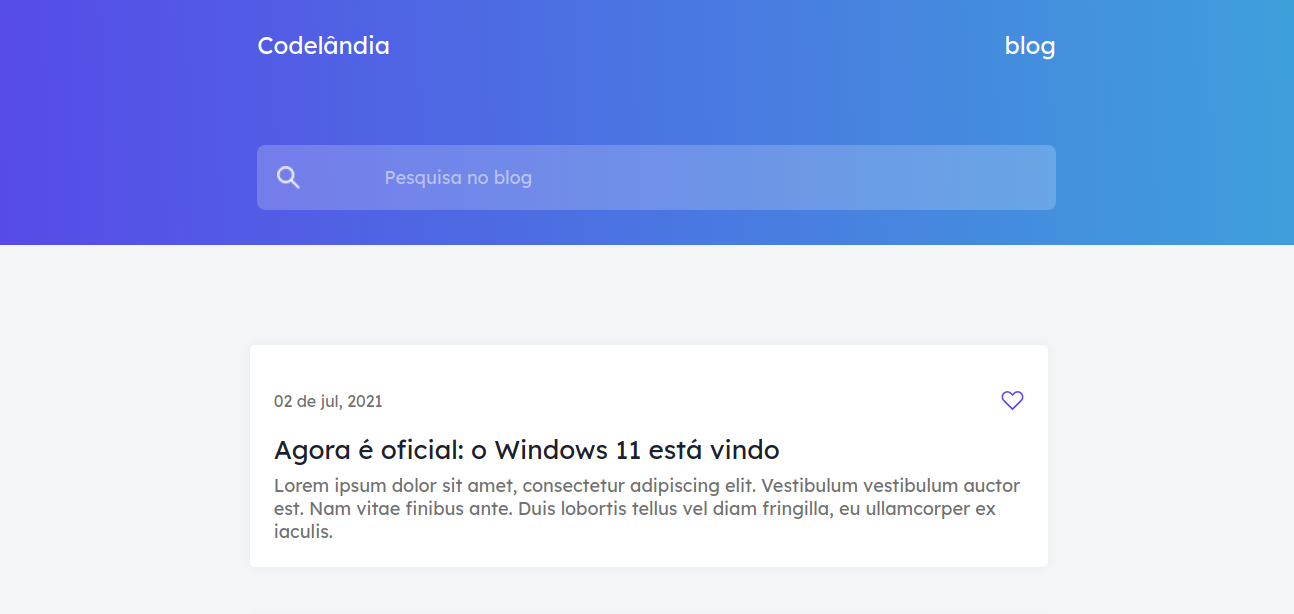 Codelândia
blog
Pesquisa no blog
02 de jul, 2021
Agora é oficial: o Windows 11 está vindo
Lorem ipsum dolor sit amet, consectetur adipiscing elit. Vestibulum vestibulum auctor
est. Nam vitae finibus ante. Duis lobortis tellus vel diam fringilla, eu ullamcorper ex
iaculis.